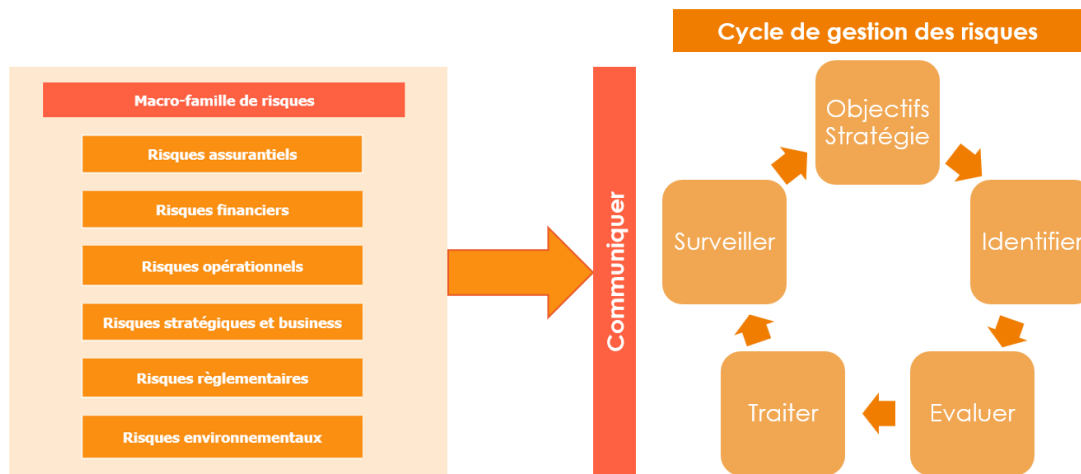 Macro-famille de risques
Risques assurantiels
Risques financiers
Risques opérationnels
Risques stratégiques et business
Risques règlementaires
Risques environnementaux
Communiquer
Cycle de gestion des risques
Objectifs
Stratégie
Identifier
Evaluer
Traiter
Surveiller